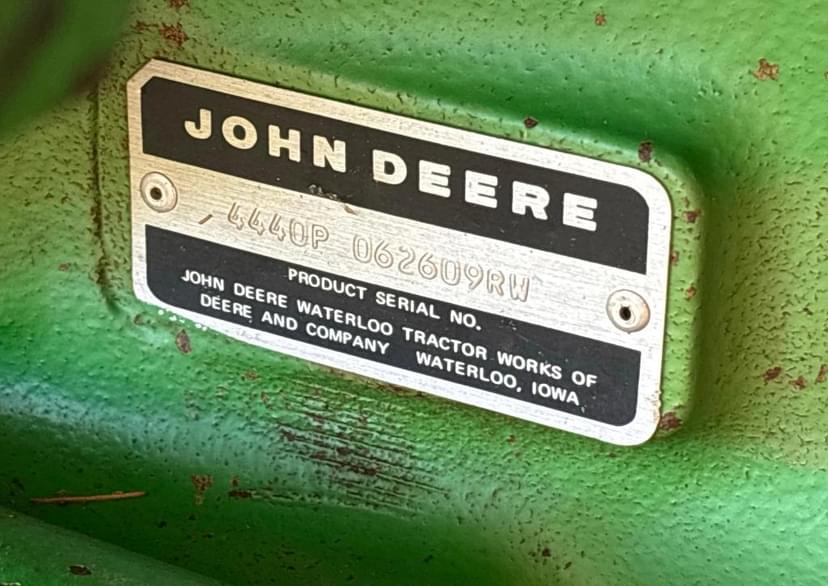 JOHN DEERE
4440P 062609RW
PRODUCT SERIAL NO.
JOHN DEERE WATERLOO TRACTOR WORKS OF
DEERE AND COMPANY WATERLOO, IOWA